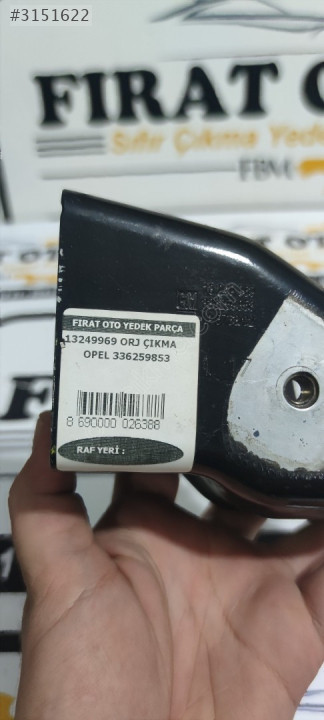 #3151622
FIRAT O
Sıfır Çıkma Yedek
FBM
FIRAT OTO YEDEK PARÇA
13249969 ORJ ÇIKMA
OPEL 336259853
8 690000 026388
RAF YERİ :